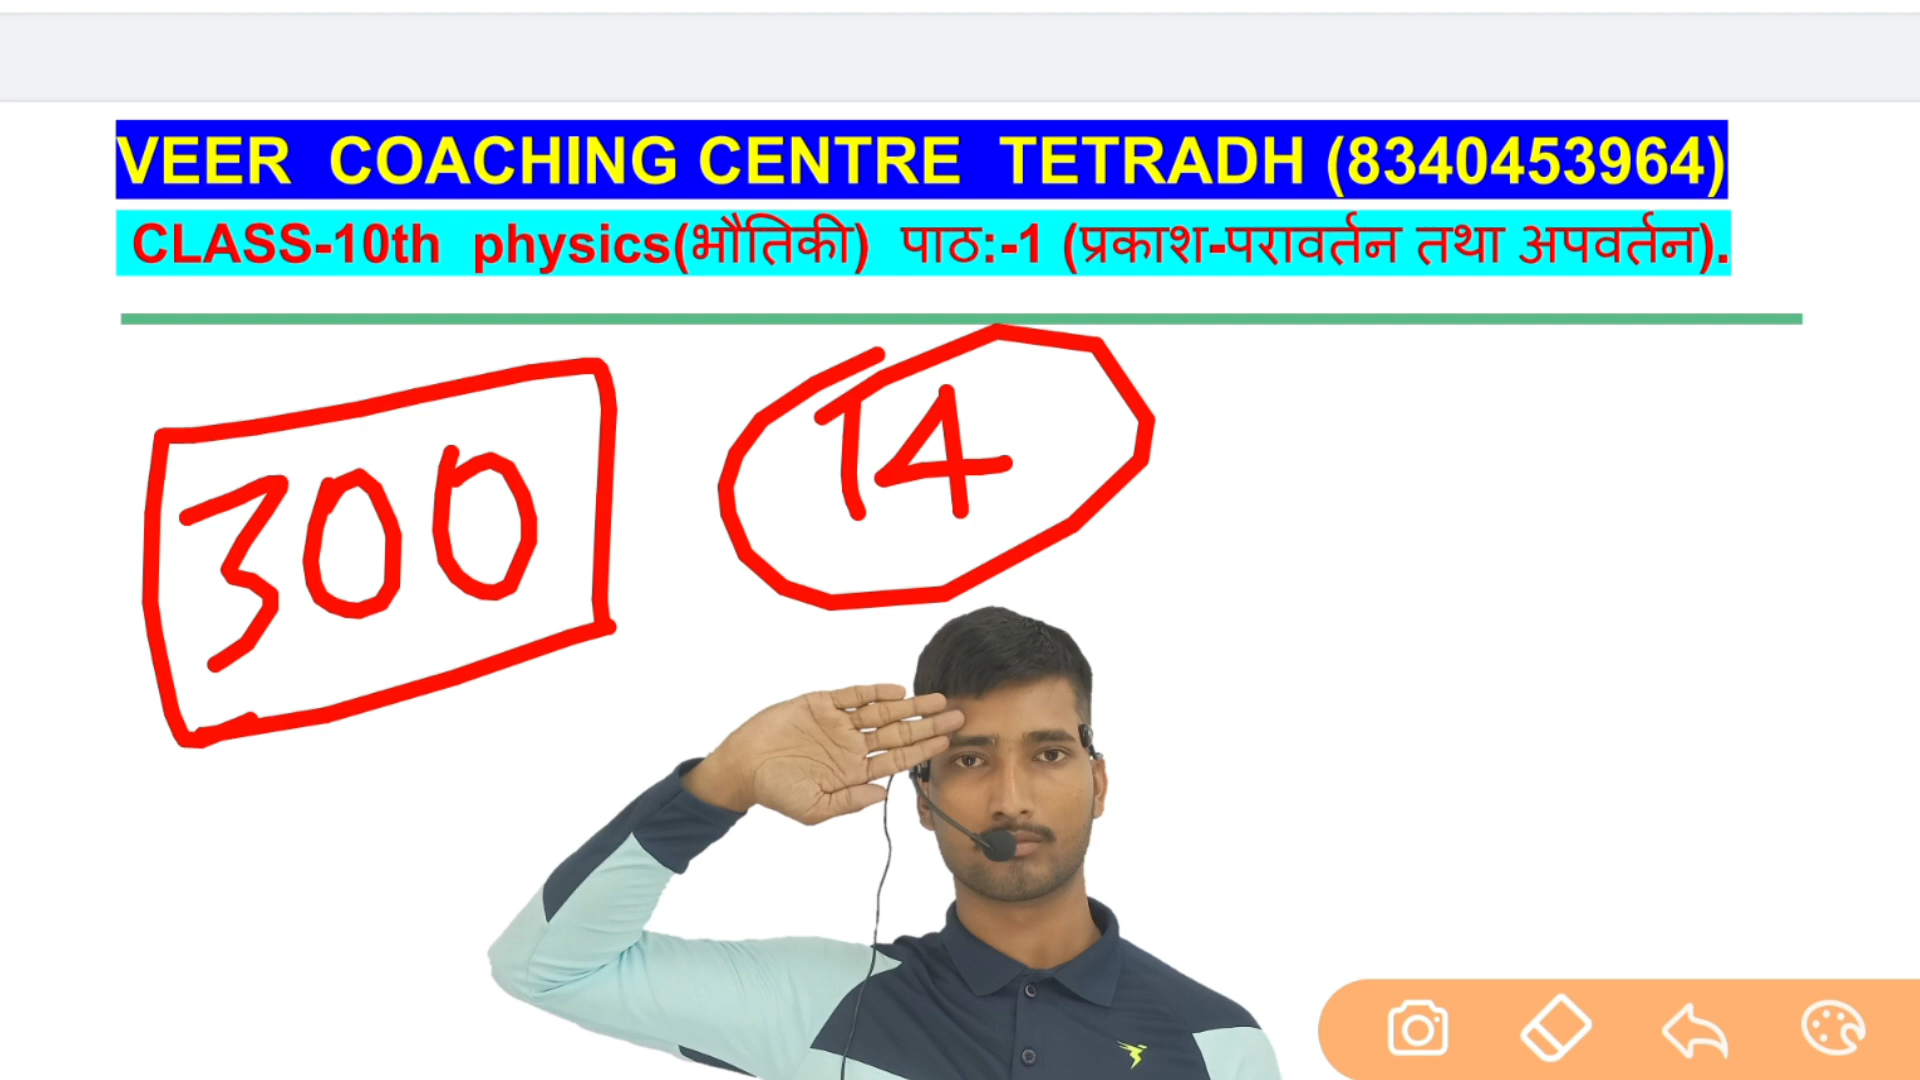 VEER COACHING CENTRE TETRADH (8340453964)
CLASS-10th physics(भौतिकी) पाठ:-1 (प्रकाश-परावर्तन तथा अपवर्तन).
300 14